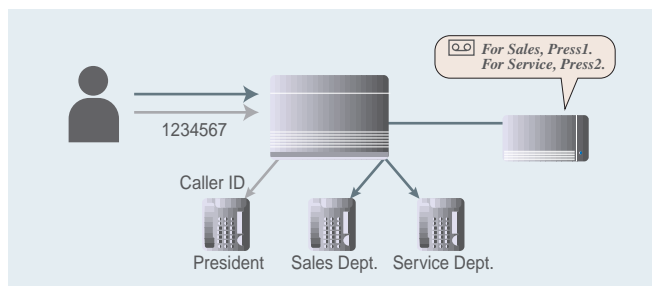 For Sales, Press1.
For Service, Press2.
1234567
Caller ID
President
Sales Dept.
Service Dept.